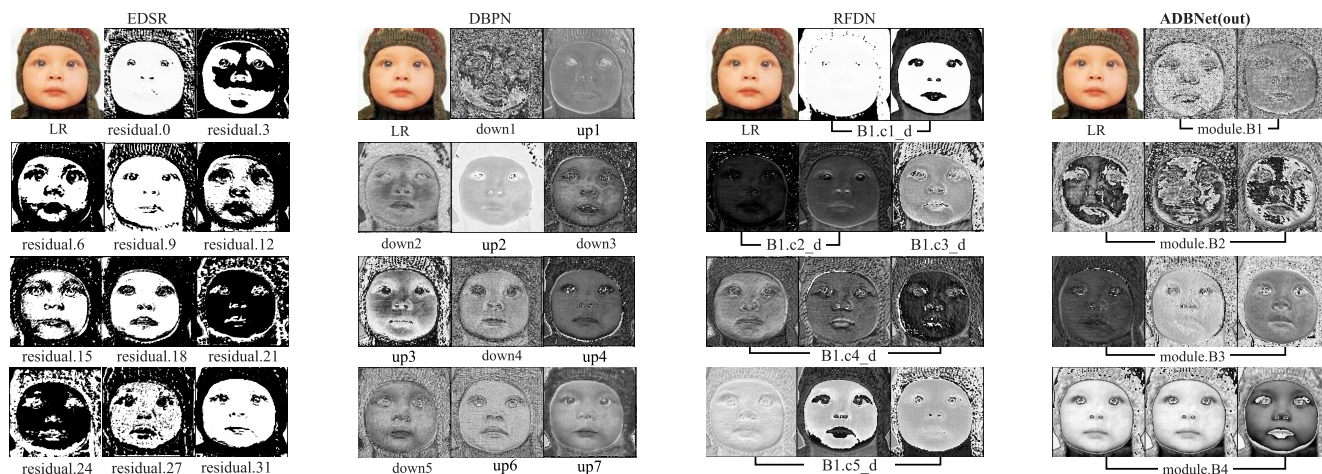 EDSR
LR residual.0 residual.3
residual.6 residual.9 residual.12
residual.15 residual.18 residual.21
residual.24 residual.27 residual.31
DBPN
LR down1 up1
down2 up2 down3
up3 down4 up4
down5 up6 up7
RFDN
LR B1.c1_d
B1.c2_d B1.c3_d
B1.c4_d
B1.c5_d
ADBNet(out)
LR module.B1
module.B2
module.B3
module.B4